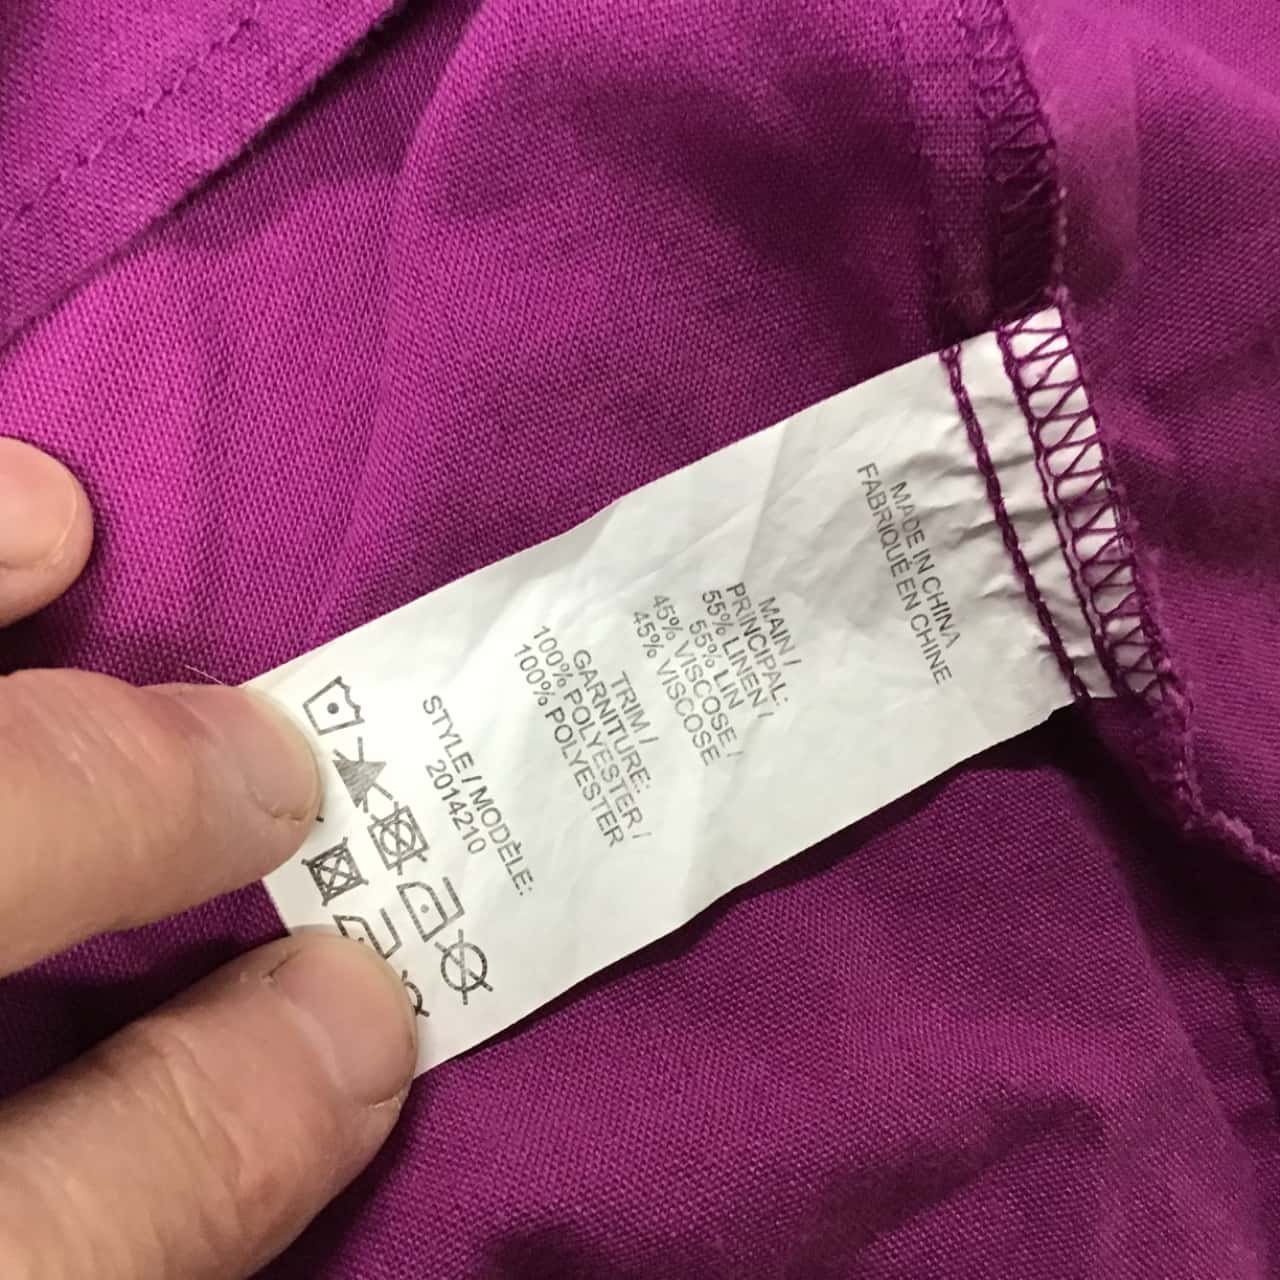 MADE IN CHINA
FABRIQUÉ EN CHINE
MAIN /
PRINCIPAL:
55% LINEN /
55% LIN
45% VISCOSE /
45% VISCOSE
TRIM /
GARNITURE:
100% POLYESTER /
100% POLYESTER
STYLE / MODÈLE:
2014210